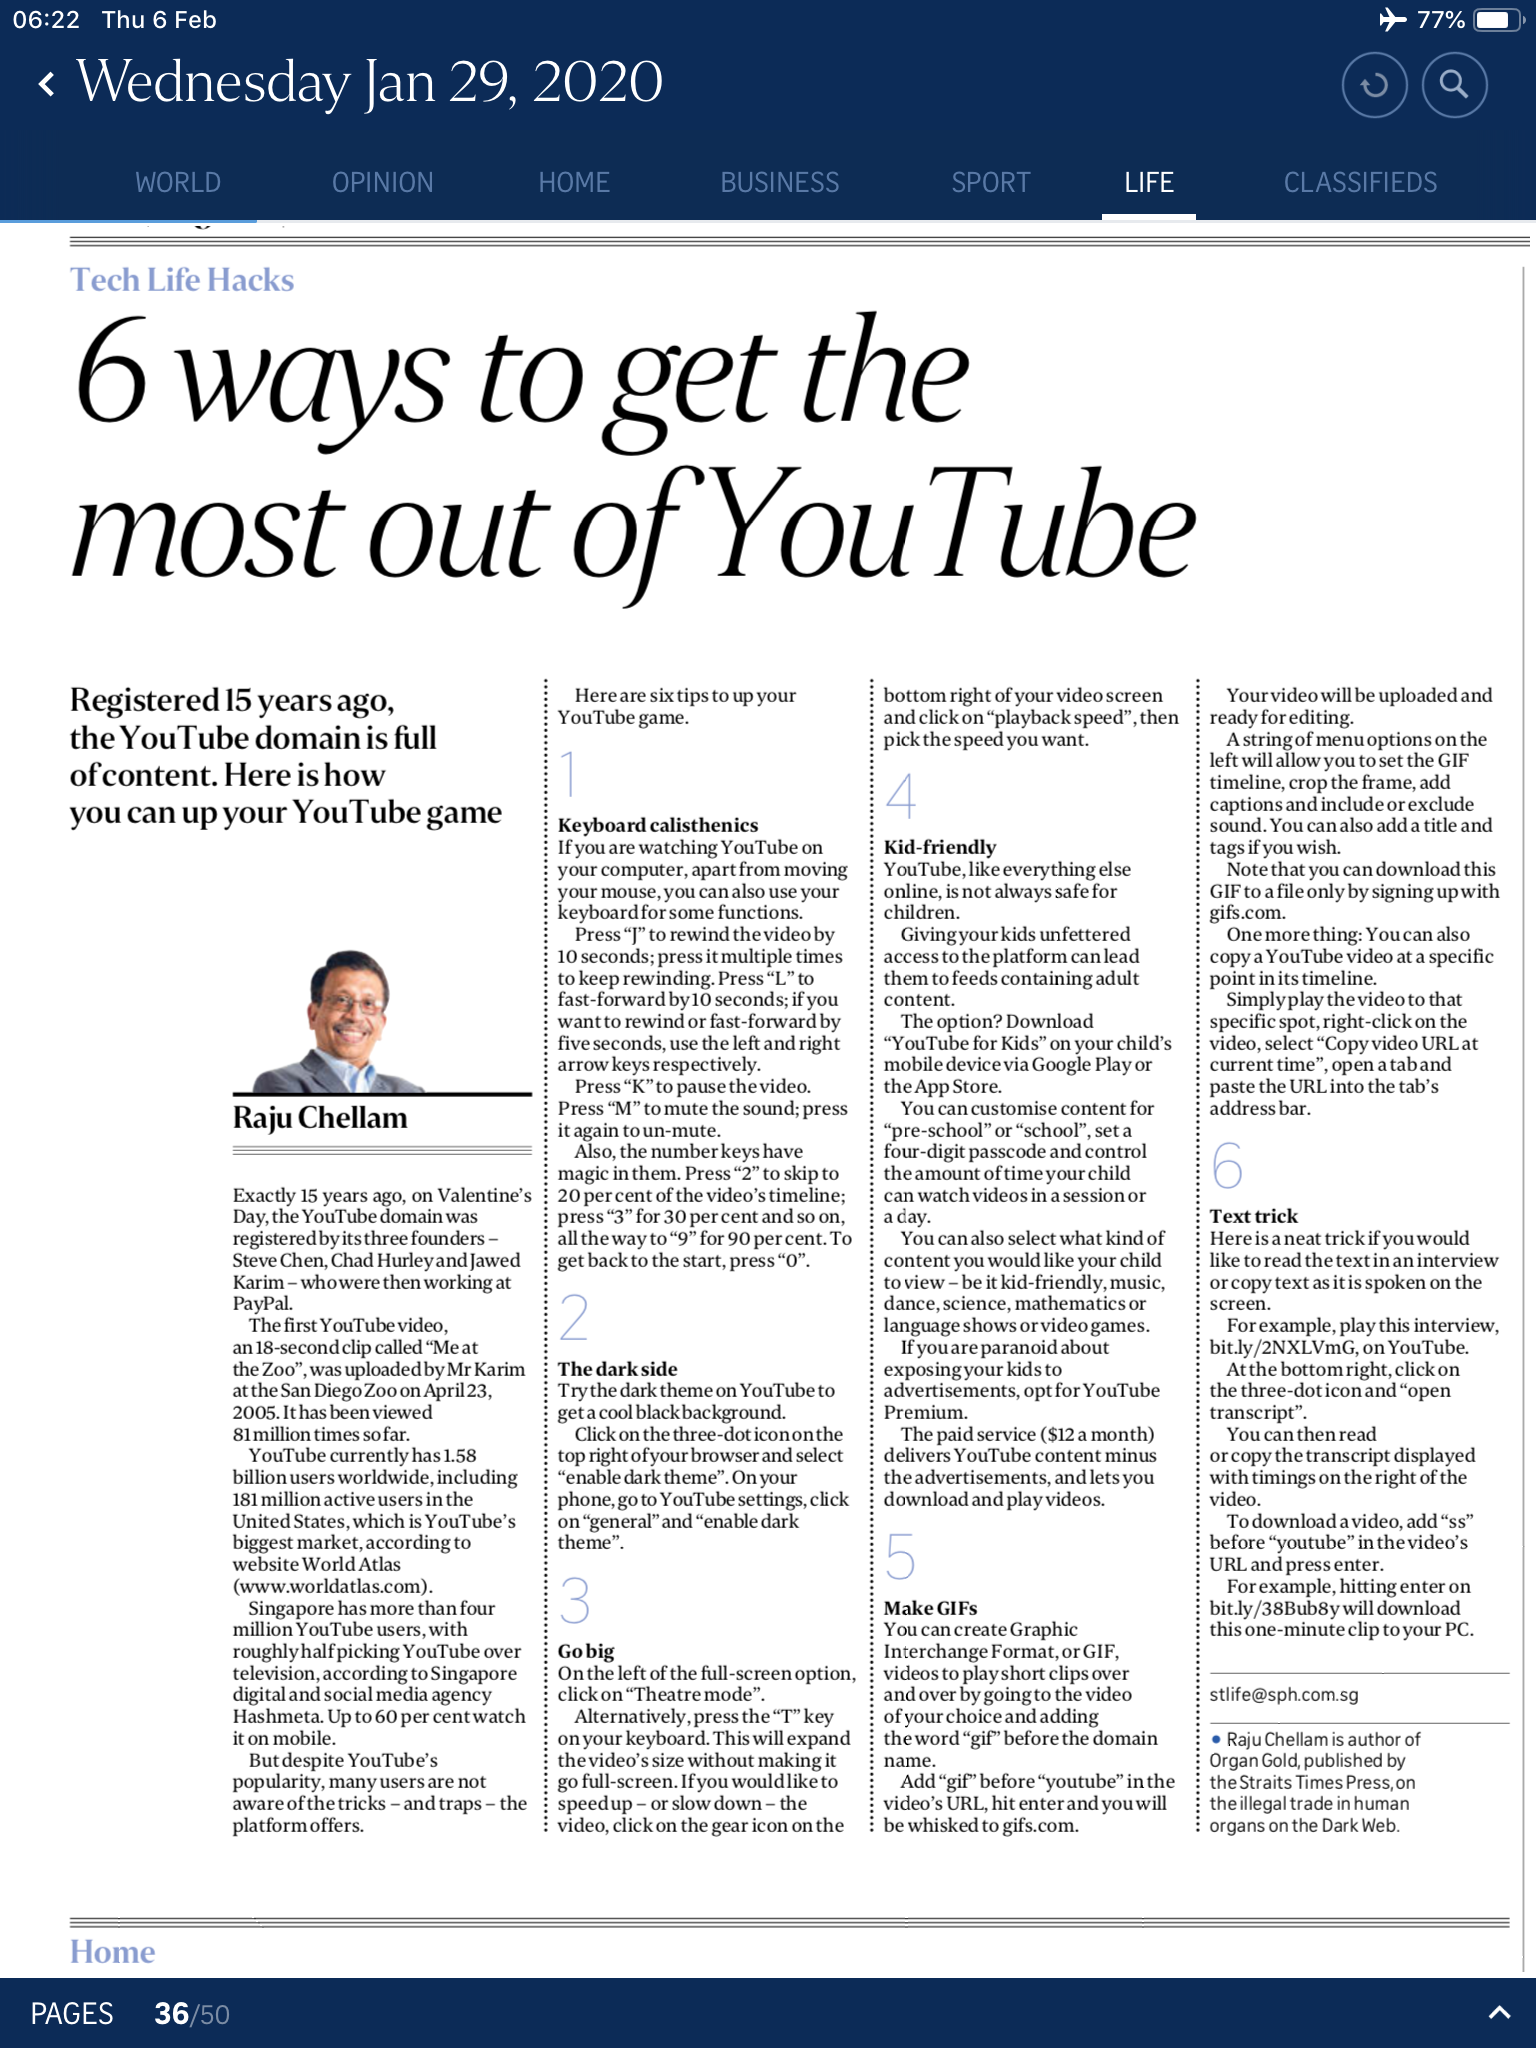 06:22 Thu 6 Feb
77%
Wednesday Jan 29, 2020
WORLD OPINION HOME BUSINESS SPORT LIFE CLASSIFIEDS
Tech Life Hacks
6 ways to get the
most out of YouTube
Registered 15 years ago,
the YouTube domain is full
of content. Here is how
you can up your YouTube game
Raju Chellam
Exactly 15 years ago, on Valentine’s
Day, the YouTube domain was
registered by its three founders –
Steve Chen, Chad Hurley and Jawed
Karim – who were then working at
PayPal.
The first YouTube video,
an 18-second clip called “Me at
the Zoo”, was uploaded by Mr Karim
at the San Diego Zoo on April 23,
2005. It has been viewed
81 million times so far.
YouTube currently has 1.58
billion users worldwide, including
181 million active users in the
United States, which is YouTube’s
biggest market, according to
website World Atlas
(www.worldatlas.com).
Singapore has more than four
million YouTube users, with
roughly half picking YouTube over
television, according to Singapore
digital and social media agency
Hashmeta. Up to 60 per cent watch
it on mobile.
But despite YouTube’s
popularity, many users are not
aware of the tricks – and traps – the
platform offers.
Here are six tips to up your
YouTube game.
1
Keyboard calisthenics
If you are watching YouTube on
your computer, apart from moving
your mouse, you can also use your
keyboard for some functions.
Press “J” to rewind the video by
10 seconds; press it multiple times
to keep rewinding. Press “L” to
fast-forward by 10 seconds; if you
want to rewind or fast-forward by
five seconds, use the left and right
arrow keys respectively.
Press “K” to pause the video.
Press “M” to mute the sound; press
it again to un-mute.
Also, the number keys have
magic in them. Press “2” to skip to
20 per cent of the video’s timeline;
press “3” for 30 per cent and so on,
all the way to “9” for 90 per cent. To
get back to the start, press “0”.
2
The dark side
Try the dark theme on YouTube to
get a cool black background.
Click on the three-dot icon on the
top right of your browser and select
“enable dark theme”. On your
phone, go to YouTube settings, click
on “general” and “enable dark
theme”.
3
Go big
On the left of the full-screen option,
click on “Theatre mode”.
Alternatively, press the “T” key
on your keyboard. This will expand
the video’s size without making it
go full-screen. If you would like to
speed up – or slow down – the
video, click on the gear icon on the
bottom right of your video screen
and click on “playback speed”, then
pick the speed you want.
4
Kid-friendly
YouTube, like everything else
online, is not always safe for
children.
Giving your kids unfettered
access to the platform can lead
them to feeds containing adult
content.
The option? Download
“YouTube for Kids” on your child’s
mobile device via Google Play or
the App Store.
You can customise content for
“pre-school” or “school”, set a
four-digit passcode and control
the amount of time your child
can watch videos in a session or
a day.
You can also select what kind of
content you would like your child
to view – be it kid-friendly, music,
dance, science, mathematics or
language shows or video games.
If you are paranoid about
exposing your kids to
advertisements, opt for YouTube
Premium.
The paid service ($12 a month)
delivers YouTube content minus
the advertisements, and lets you
download and play videos.
5
Make GIFs
You can create Graphic
Interchange Format, or GIF,
videos to play short clips over
and over by going to the video
of your choice and adding
the word “gif” before the domain
name.
Add “gif” before “youtube” in the
video’s URL, hit enter and you will
be whisked to gifs.com.
Your video will be uploaded and
ready for editing.
A string of menu options on the
left will allow you to set the GIF
timeline, crop the frame, add
captions and include or exclude
sound. You can also add a title and
tags if you wish.
Note that you can download this
GIF to a file only by signing up with
gifs.com.
One more thing: You can also
copy a YouTube video at a specific
point in its timeline.
Simply play the video to that
specific spot, right-click on the
video, select “Copy video URL at
current time”, open a tab and
paste the URL into the tab’s
address bar.
6
Text trick
Here is a neat trick if you would
like to read the text in an interview
or copy text as it is spoken on the
screen.
For example, play this interview,
bit.ly/2NXLVmG, on YouTube.
At the bottom right, click on
the three-dot icon and “open
transcript”.
You can then read
or copy the transcript displayed
with timings on the right of the
video.
To download a video, add “ss”
before “youtube” in the video’s
URL and press enter.
For example, hitting enter on
bit.ly/38Bub8y will download
this one-minute clip to your PC.
stlife@sph.com.sg
• Raju Chellam is author of
Organ Gold, published by
the Straits Times Press, on
the illegal trade in human
organs on the Dark Web.
Home
PAGES 36/50